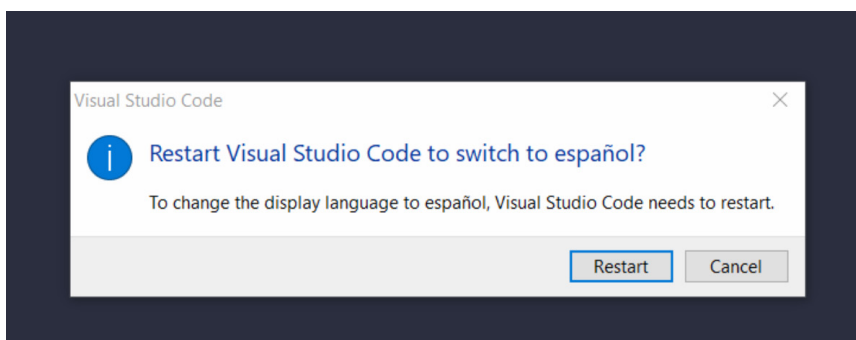 Visual Studio Code
Restart Visual Studio Code to switch to español?
To change the display language to español, Visual Studio Code needs to restart.
Restart Cancel